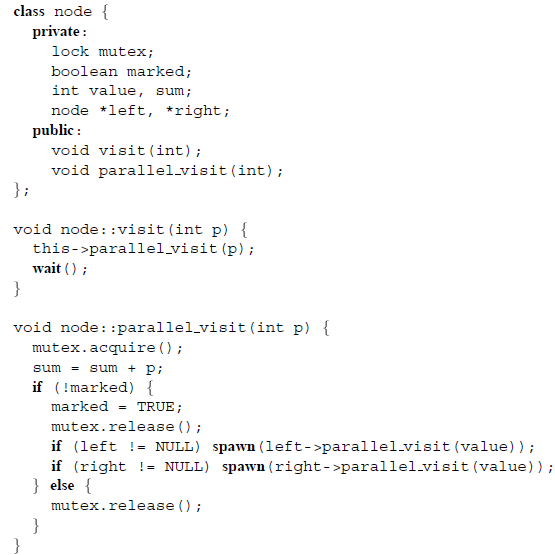 class node {
private:
lock mutex;
boolean marked;
int value, sum;
node *left, *right;
public:
void visit(int);
void parallel_visit(int);
};
void node::visit(int p) {
this->parallel_visit(p);
wait();
}
void node::parallel_visit(int p) {
mutex.acquire();
sum = sum + p;
if (!marked) {
marked = TRUE;
mutex.release();
if (left != NULL) spawn(left->parallel_visit(value));
if (right != NULL) spawn(right->parallel_visit(value));
} else {
mutex.release();
}
}